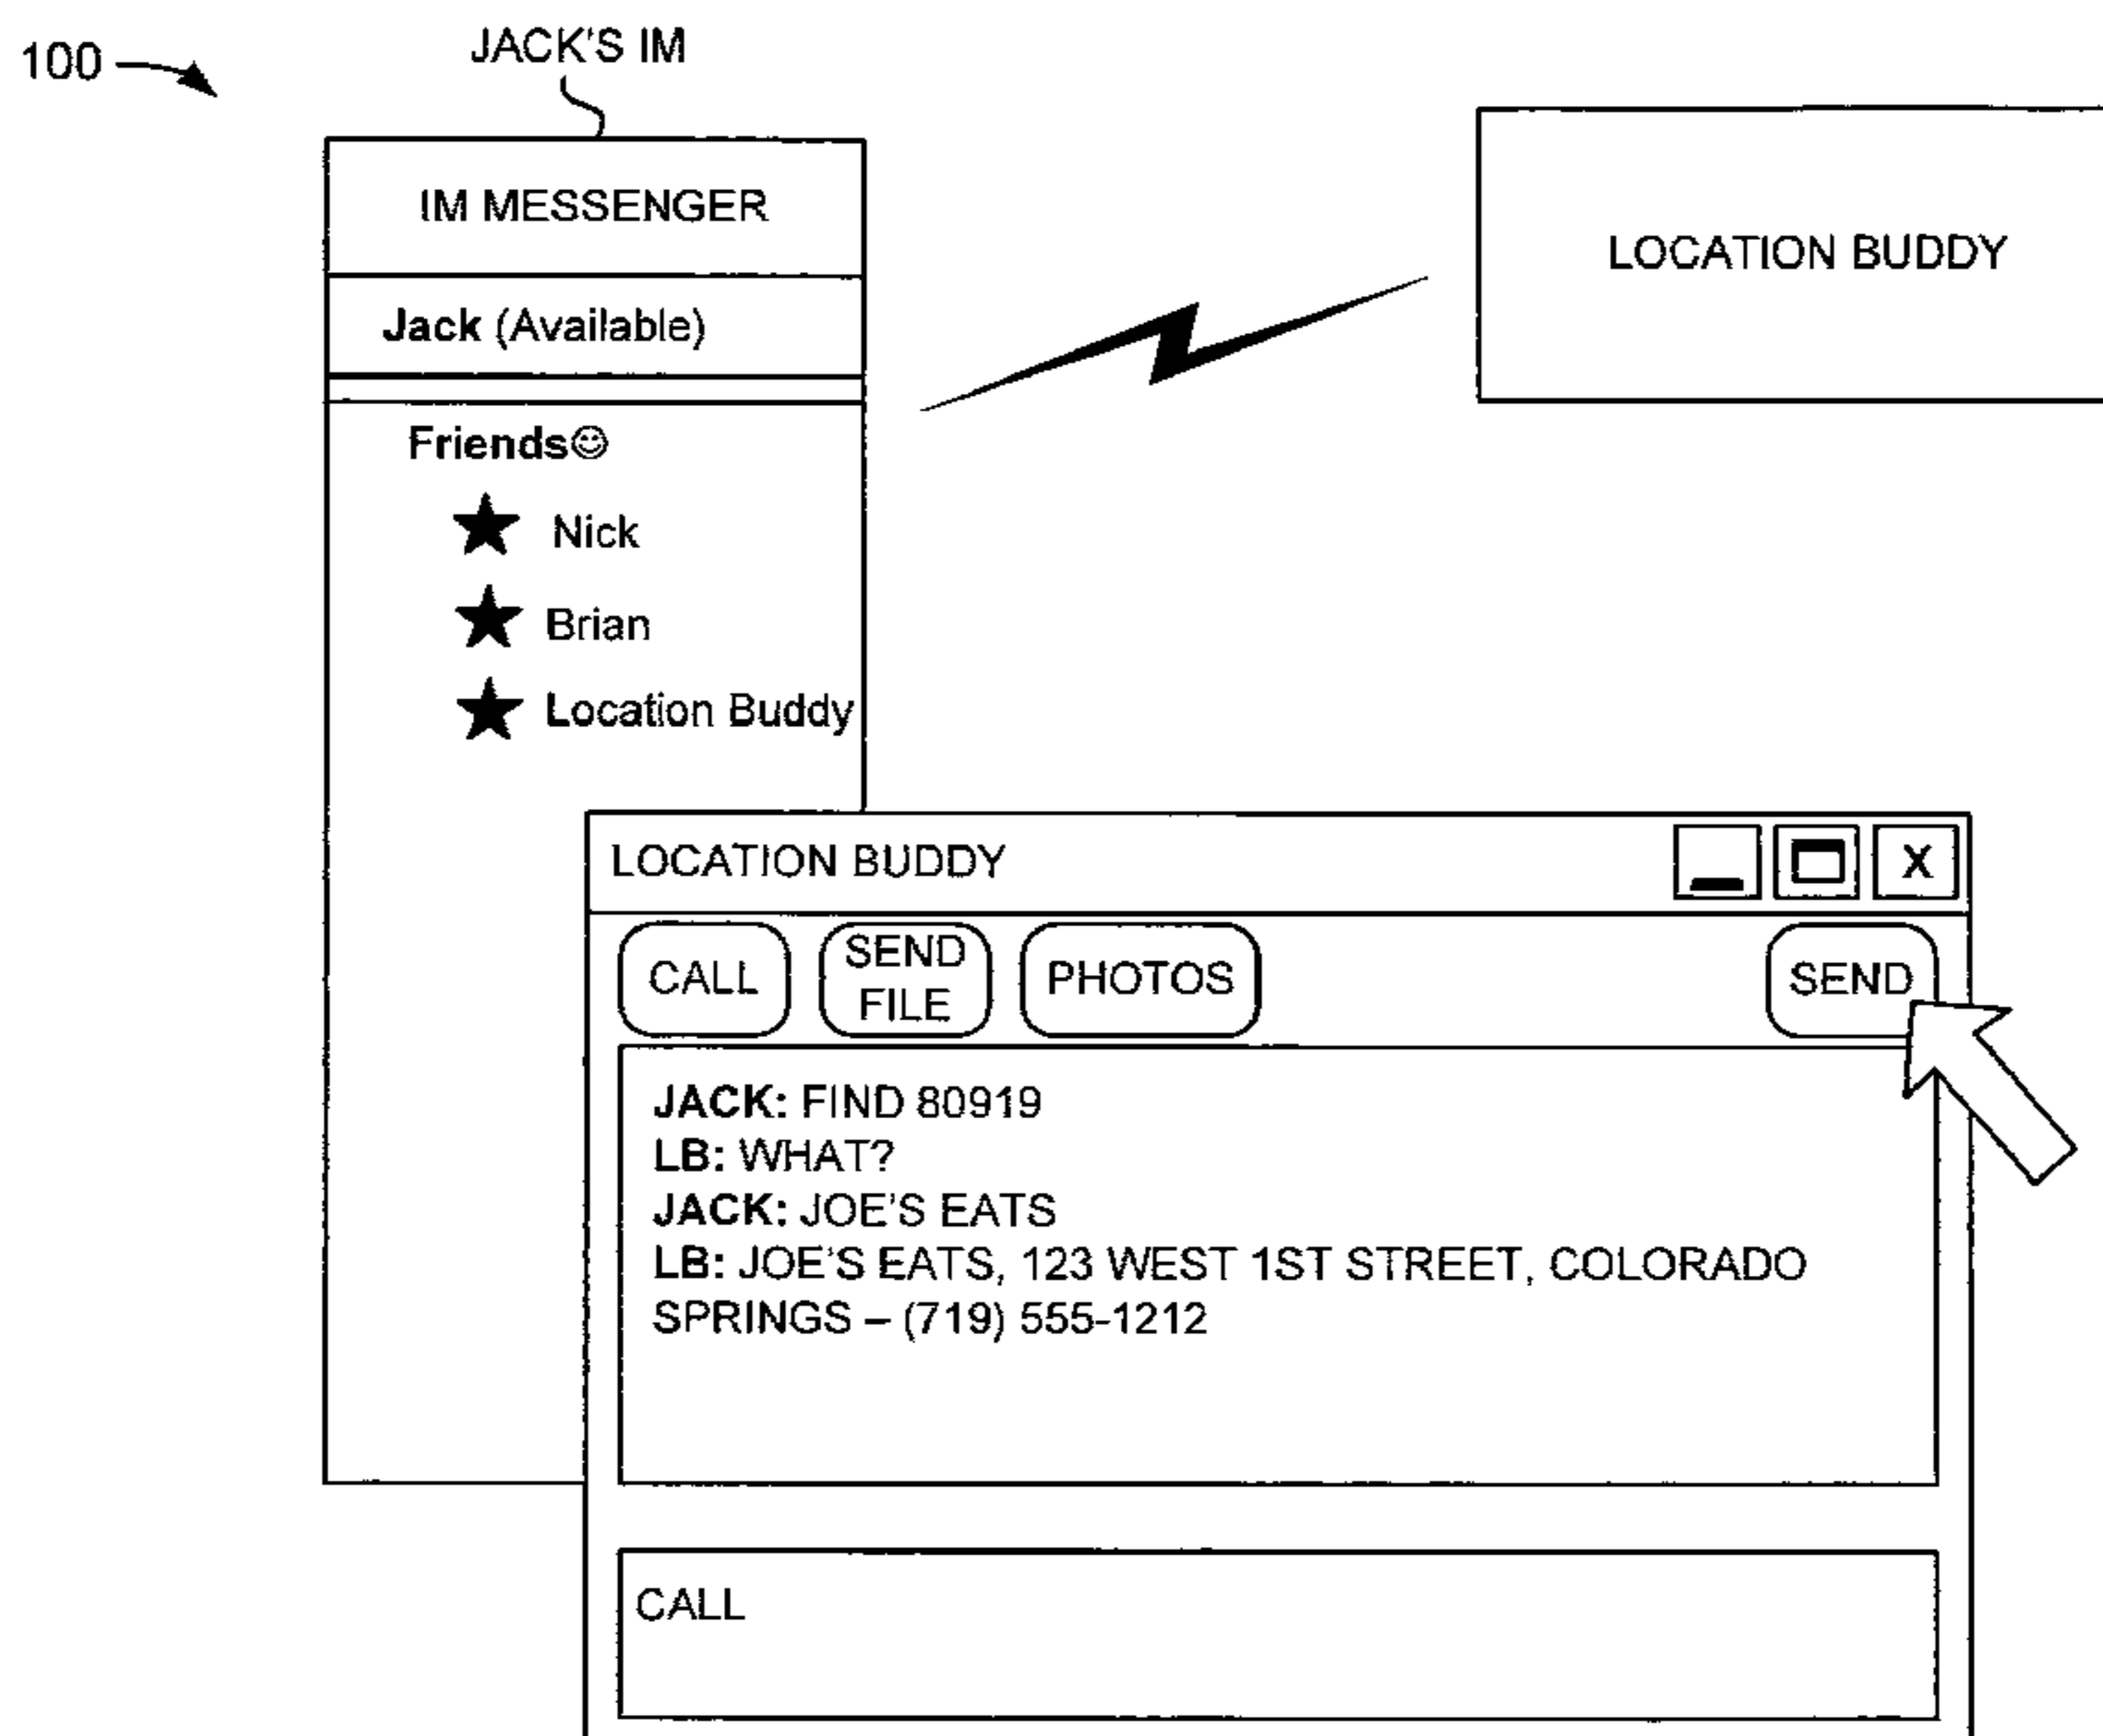 100
JACK'S IM
IM MESSENGER
LOCATION BUDDY
Jack (Available)
Friends☺
Nick
Brian
Location Buddy
LOCATION BUDDY
X
CALL
SEND
FILE
PHOTOS
SEND
JACK: FIND 80919
LB: WHAT?
JACK: JOE'S EATS
LB: JOE'S EATS, 123 WEST 1ST STREET, COLORADO
SPRINGS – (719) 555-1212
CALL